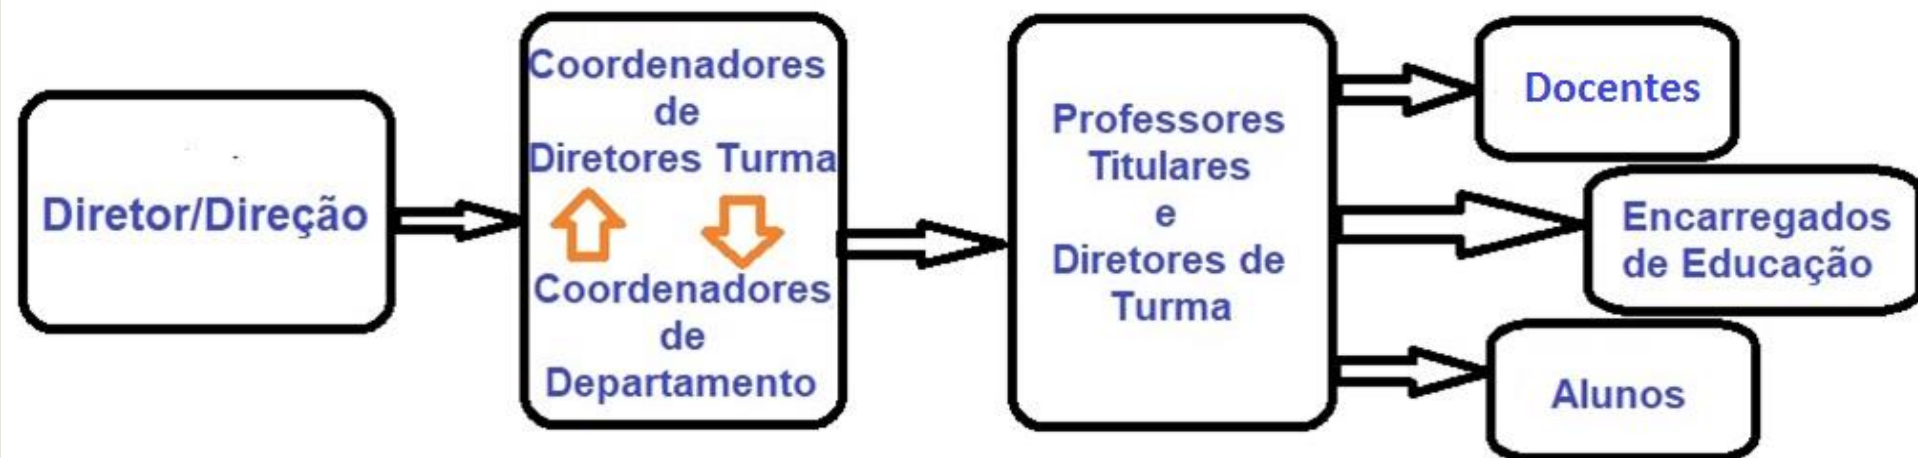 Diretor/Direção
Coordenadores
de
Diretores Turma
Coordenadores
de
Departamento
Professores
Titulares
e
Diretores de
Turma
Docentes
Encarregados
de Educação
Alunos